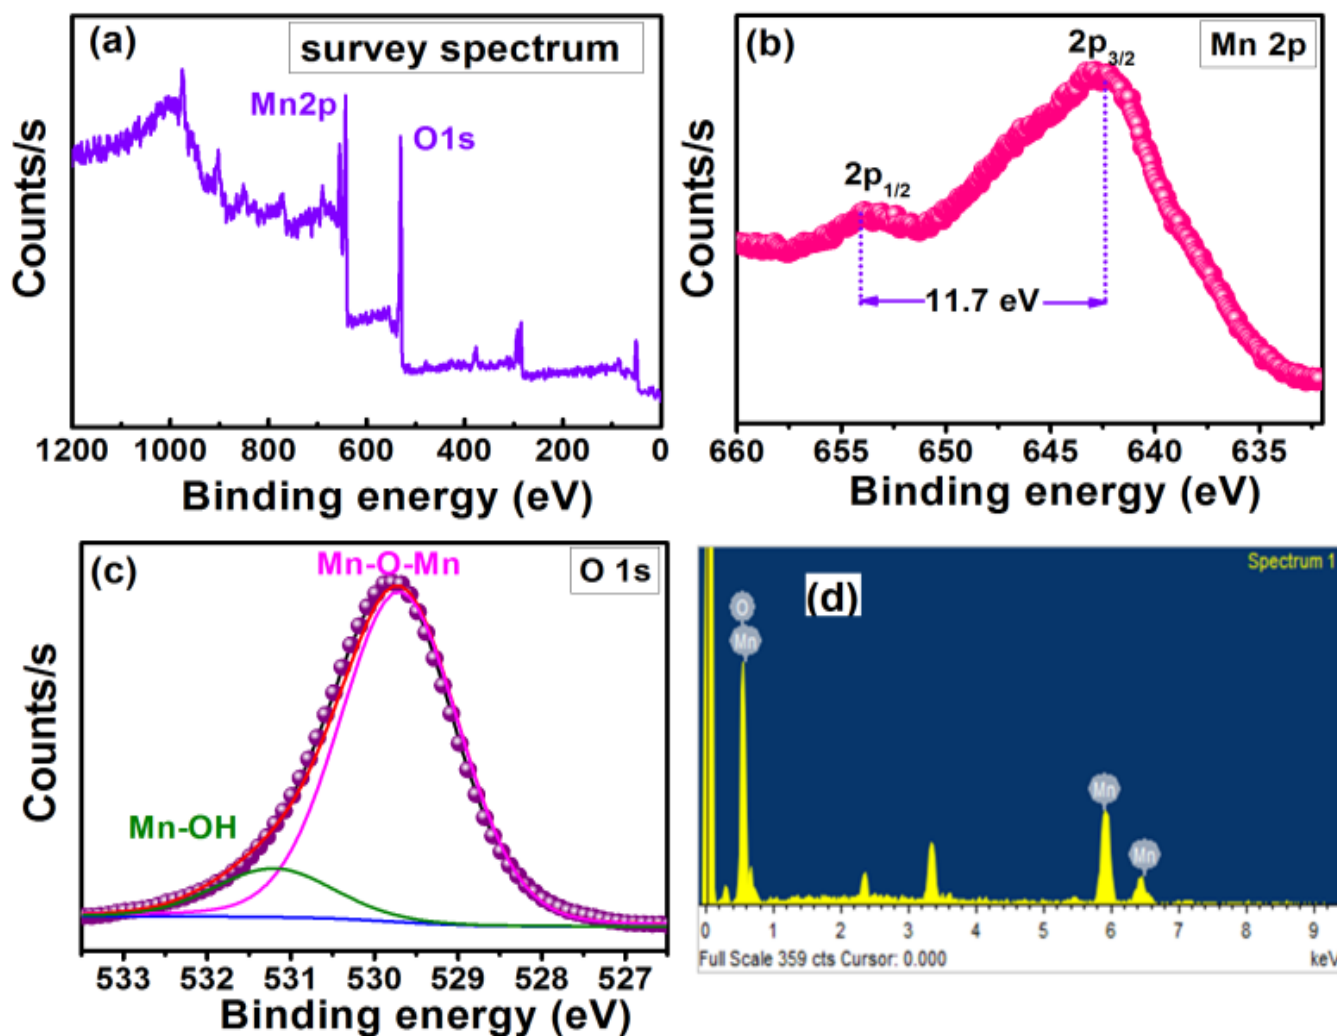 (a)
survey spectrum
Mn2p
O1s
Counts/s
1200 1000 800 600 400 200 0
Binding energy (eV)
(b)
2p3/2
Mn 2p
2p1/2
11.7 eV
Counts/s
660 655 650 645 640 635
Binding energy (eV)
(c)
Mn-O-Mn
O 1s
Mn-OH
Counts/s
533 532 531 530 529 528 527
Binding energy (eV)
Spectrum 1
(d)
O
Mn
Mn
Mn
0 1 2 3 4 5 6 7 8 9
Full Scale 359 cts Cursor: 0.000 keV